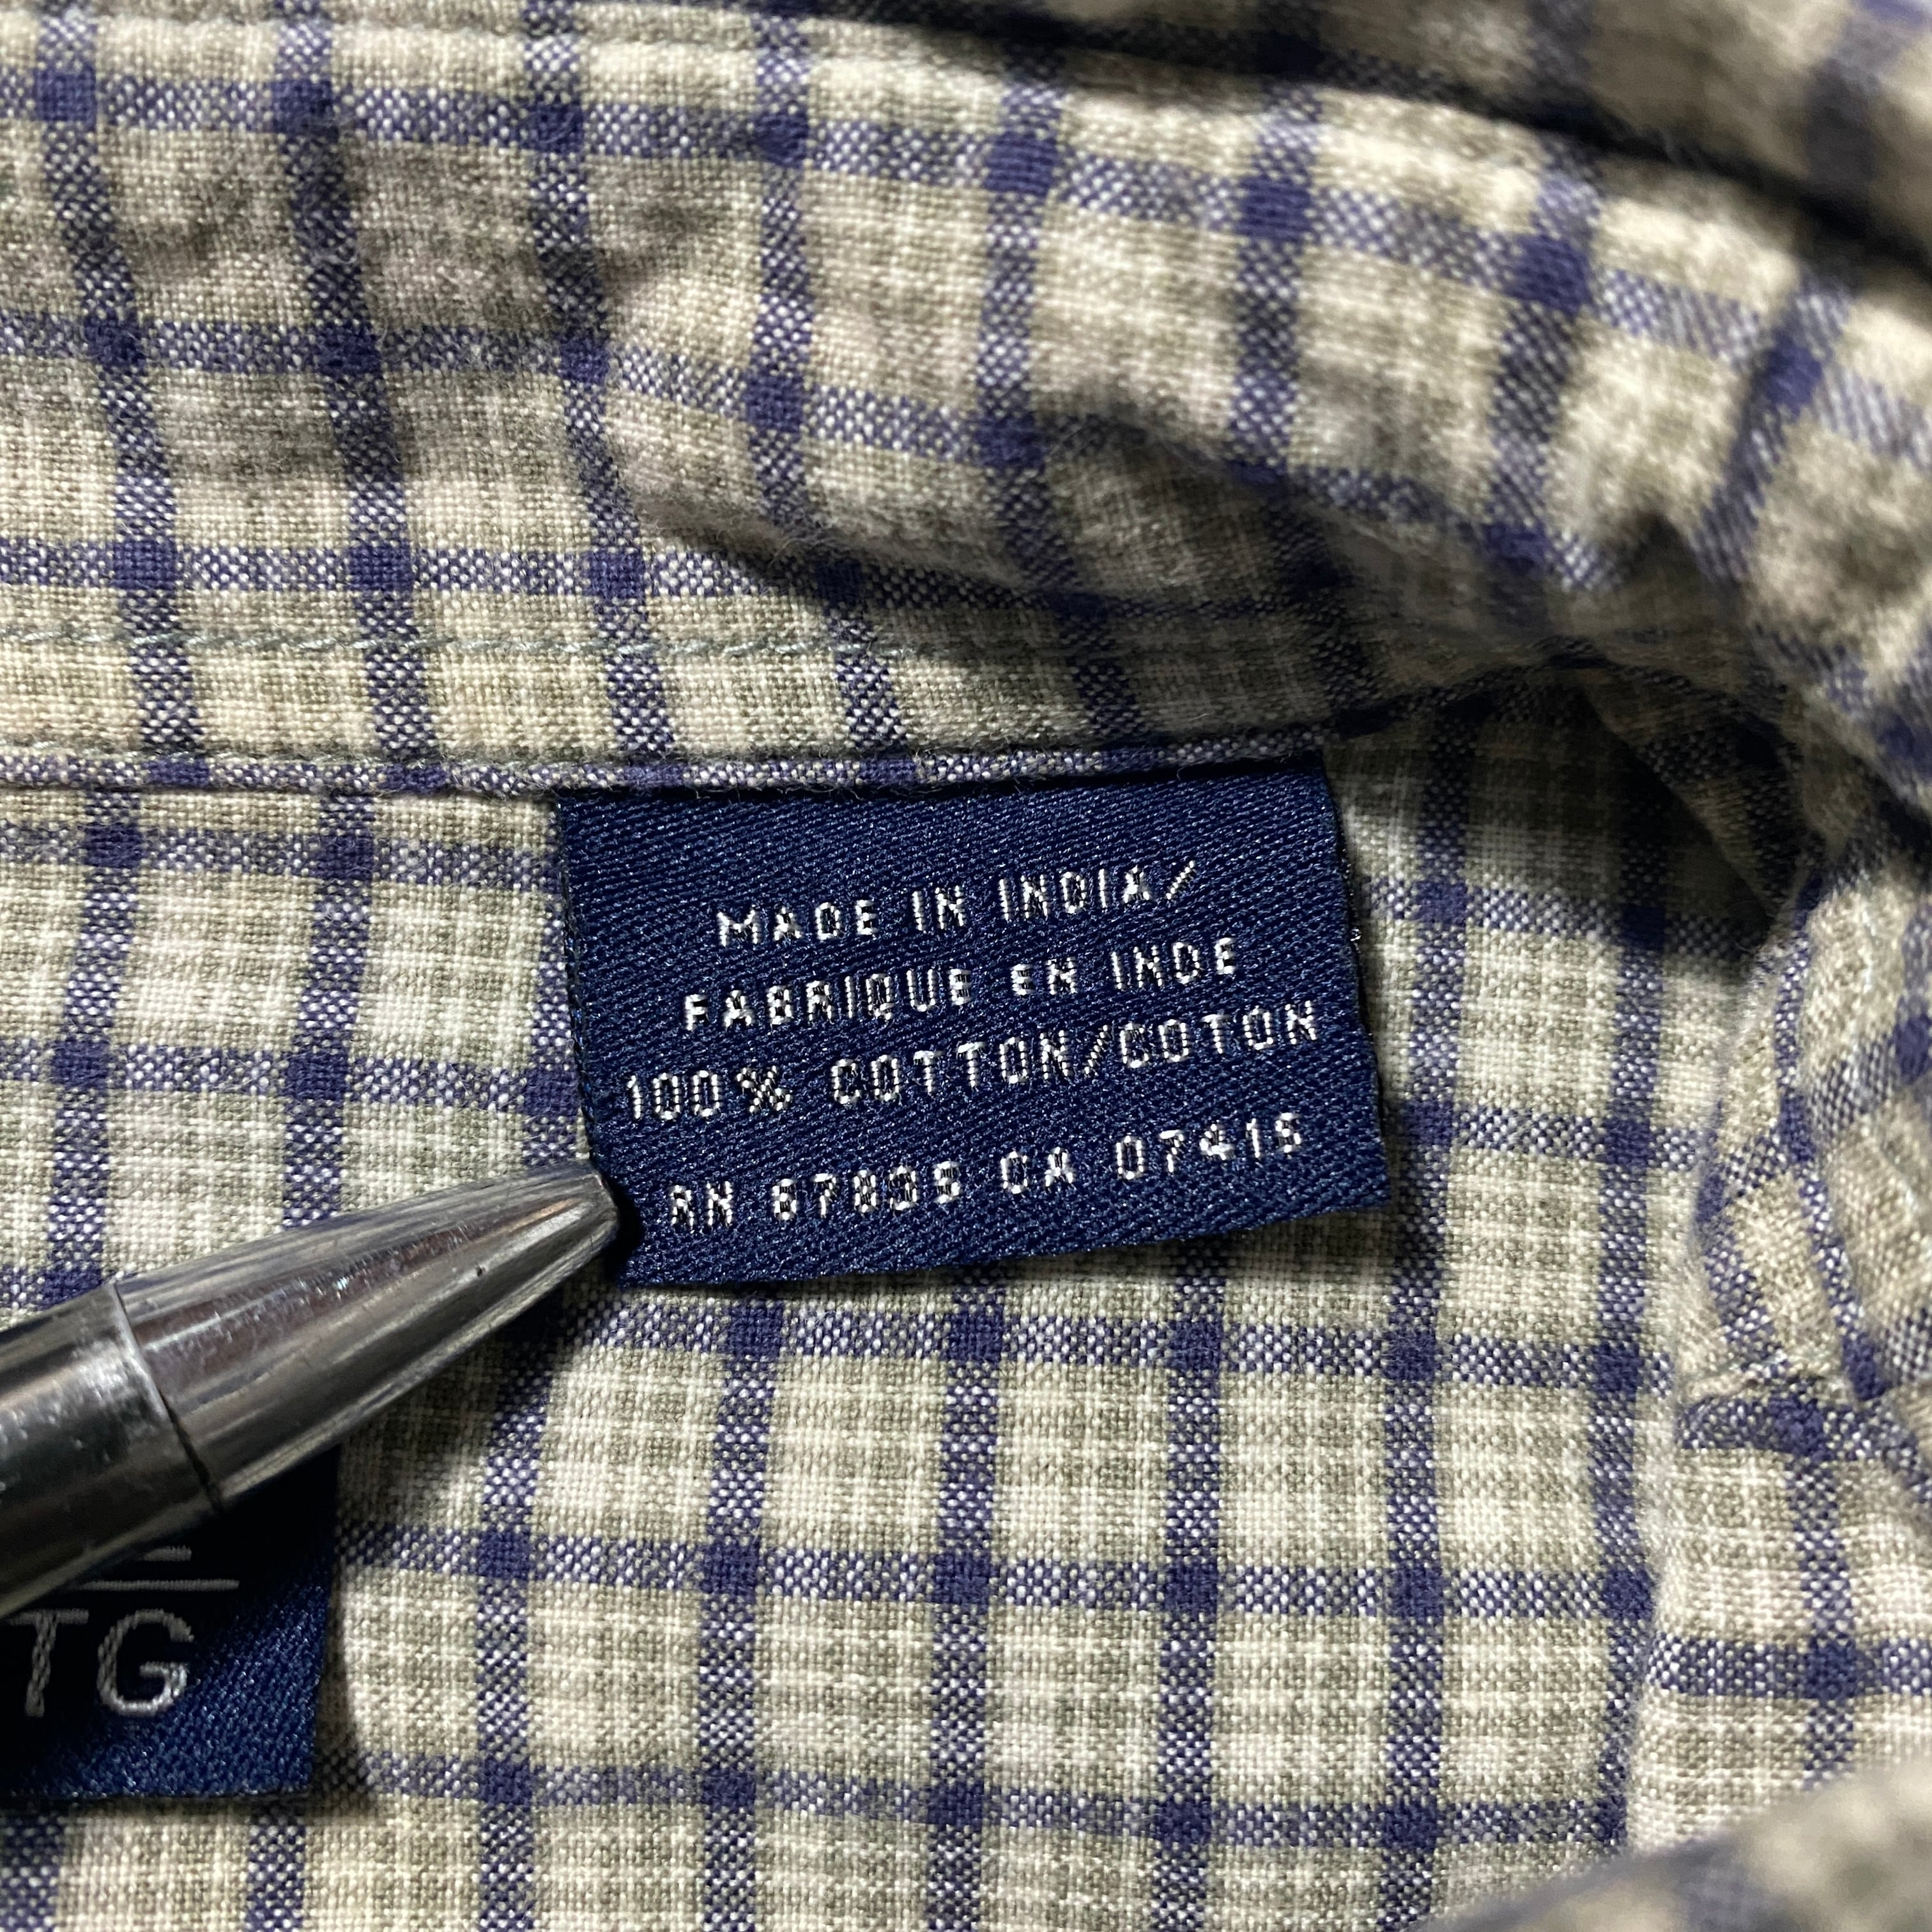 MADE IN INDIA/
FABRIQUE EN INDE
100% COTTON/COTON
RN 67835 CA 07415
TG